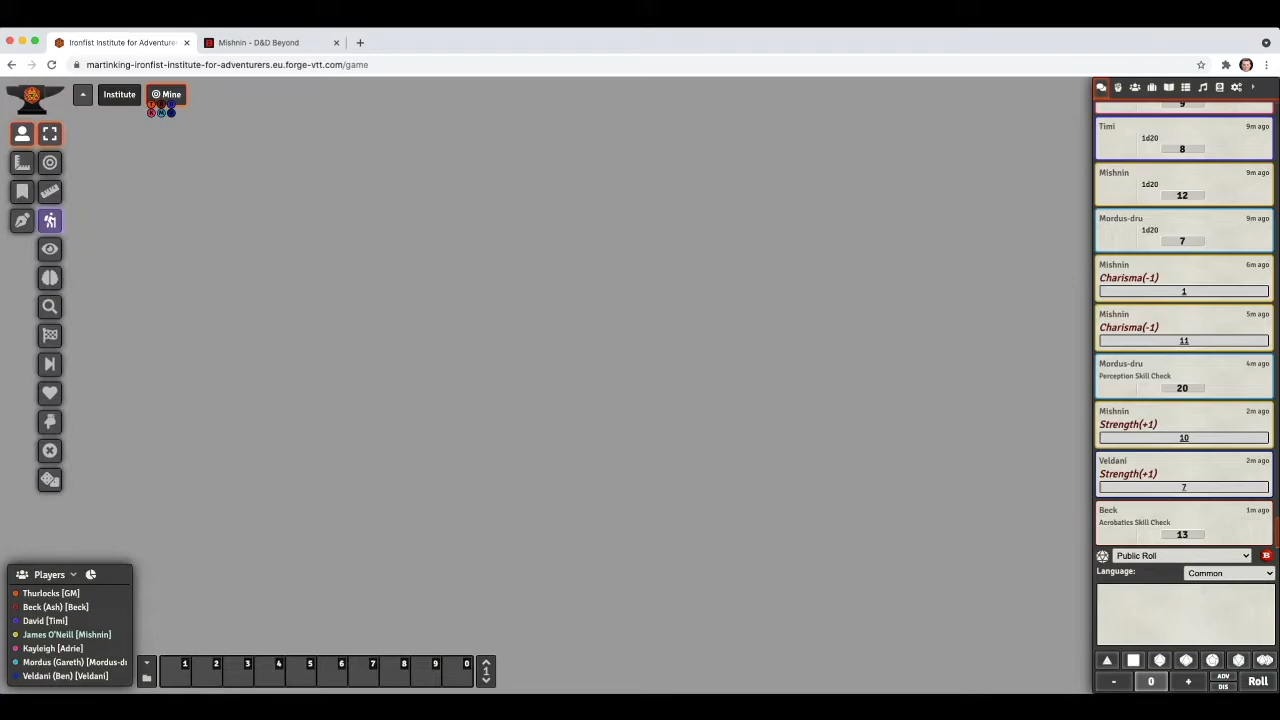 Ironfist Institute for Adventurer
Mishnin - D&D Beyond
martinking-ironfist-institute-for-adventurers.eu.forge-vtt.com/game
Institute
Mine
9
Timi
9m ago
1d20
8
Mishnin
9m ago
1d20
12
Mordus-dru
9m ago
1d20
7
Mishnin
6m ago
Charisma(-1)
1
Mishnin
5m ago
Charisma(-1)
11
Mordus-dru
4m ago
Perception Skill Check
20
Mishnin
2m ago
Strength(+1)
10
Veldani
2m ago
Strength(+1)
7
Beck
1m ago
Acrobatics Skill Check
13
Public Roll
B
Language:
Common
- 0 +
ADV
DIS
Roll
Players
Thurlocks [GM]
Beck (Ash) [Beck]
David [Timi]
James O'Neill [Mishnin]
Kayleigh [Adrie]
Mordus (Gareth) [Mordus-d
Veldani (Ben) [Veldani]
1 2 3 4 5 6 7 8 9 0
1